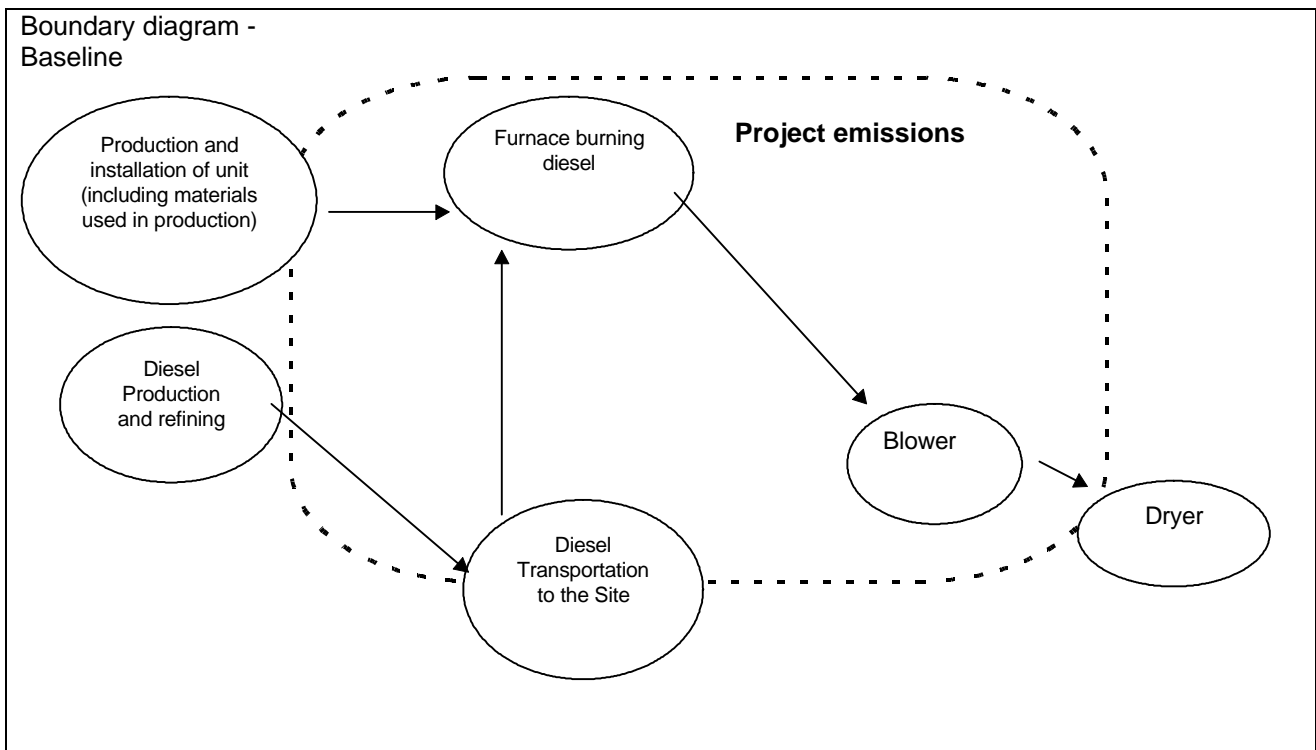 Boundary diagram -
Baseline
Production and
installation of unit
(including materials
used in production)
Furnace burning
diesel
Project emissions
Diesel
Production
and refining
Blower
Dryer
Diesel
Transportation
to the Site